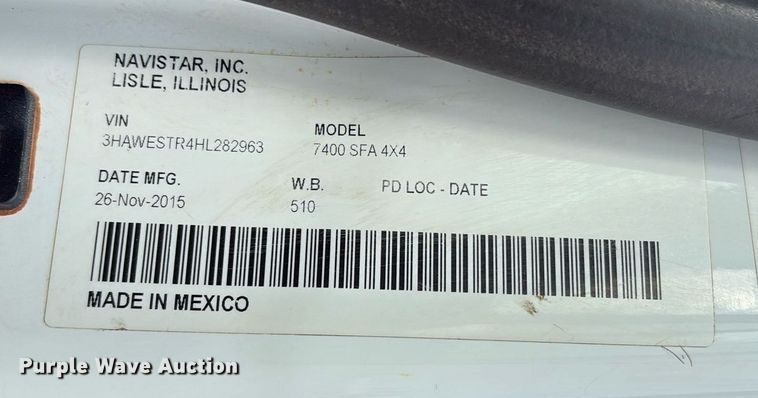 NAVISTAR, INC.
LISLE, ILLINOIS
VIN
3HAWESTR4HL282963
MODEL
7400 SFA 4X4
DATE MFG.
26-Nov-2015
W.B.
510
PD LOC - DATE
MADE IN MEXICO
Purple Wave Auction